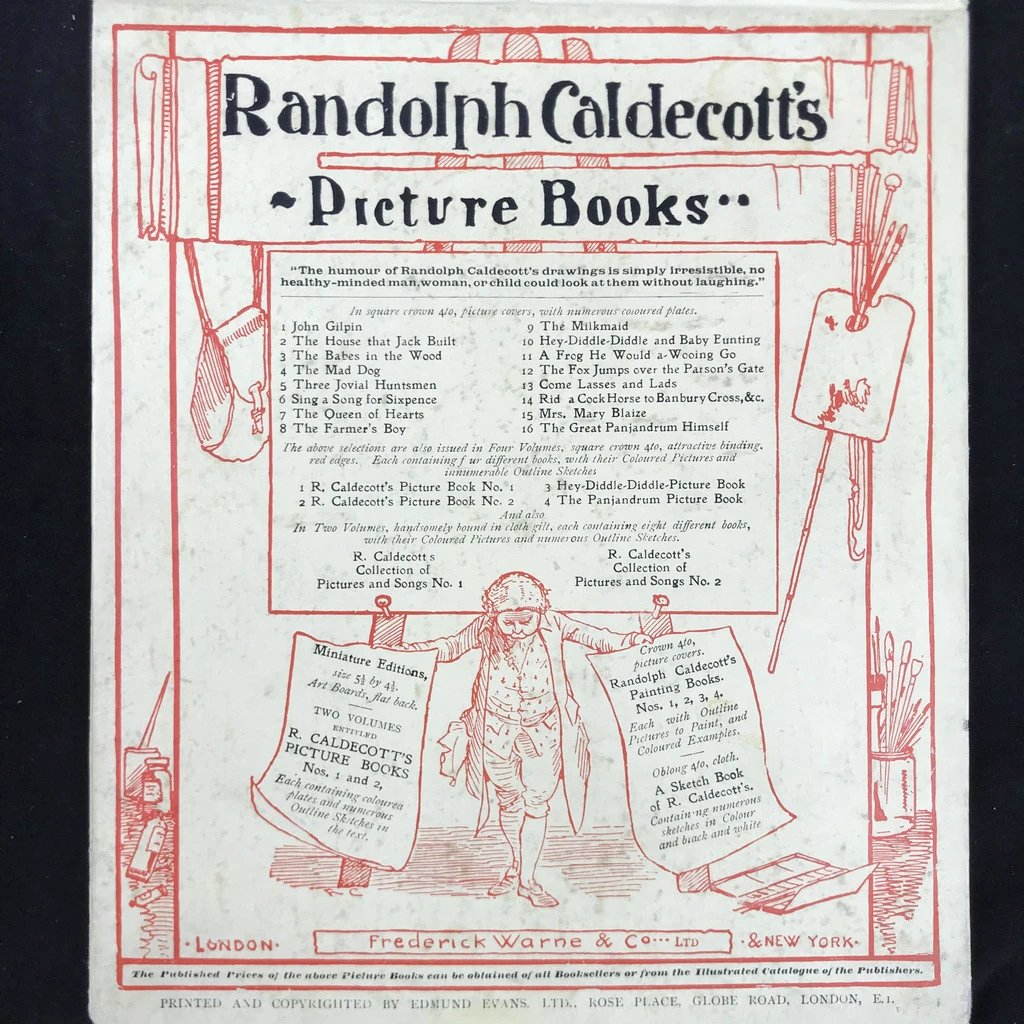 Randolph Caldecott's
~Picture Books··
"The humour of Randolph Caldecott's drawings is simply irresistible, no
healthy-minded man, woman, or child could look at them without laughing."
In square crown 4to, picture covers, with numerous coloured plates.
1 John Gilpin
2 The House that Jack Built
3 The Babes in the Wood
4 The Mad Dog
5 Three Jovial Huntsmen
6 Sing a Song for Sixpence
7 The Queen of Hearts
8 The Farmer's Boy
9 The Milkmaid
10 Hey-Diddle-Diddle and Baby Bunting
11 A Frog He Would a-Wooing Go
12 The Fox Jumps over the Parson's Gate
13 Come Lasses and Lads
14 Rid a Cock Horse to Banbury Cross, &c.
15 Mrs. Mary Blaize
16 The Great Panjandrum Himself
The above selections are also issued in Four Volumes, square crown 4to, attractive binding.
red edges. Each containing f ur different books, with their Coloured Pictures and
innumerable Outline Sketches
1 R. Caldecott's Picture Book No. 1
2 R. Caldecott's Picture Book No. 2
3 Hey-Diddle-Diddle-Picture Book
4 The Panjandrum Picture Book
And also
In Two Volumes, handsomely bound in cloth gilt, each containing eight different books,
with their Coloured Pictures and numerous Outline Sketches.
R. Caldecott s
Collection of
Pictures and Songs No. 1
R. Caldecott's
Collection of
Pictures and Songs No. 2
Miniature Editions,
size 5½ by 4½.
Art Boards, flat back.
TWO VOLUMES
ENTITLED
R. CALDECOTT'S
PICTURE BOOKS
Nos. 1 and 2,
Each containing coloured
plates and numerous
Outline Sketches in
the text.
Crown 4to,
picture covers.
Randolph Caldecott's
Painting Books.
Nos. 1, 2, 3, 4.
Each with Outline
Pictures to Paint, and
Coloured Examples.
Oblong 4to, cloth.
A Sketch Book
of R. Caldecott's.
Contain ng numerous
sketches in Colour
and black and white
·LONDON· Frederick Warne & Co··· LTD ·& NEW YORK·
The Published Prices of the above Picture Books can be obtained of all Booksellers or from the Illustrated Catalogue of the Publishers.
PRINTED AND COPYRIGHTED BY EDMUND EVANS, LTD., ROSE PLACE, GLOBE ROAD, LONDON, E.1.